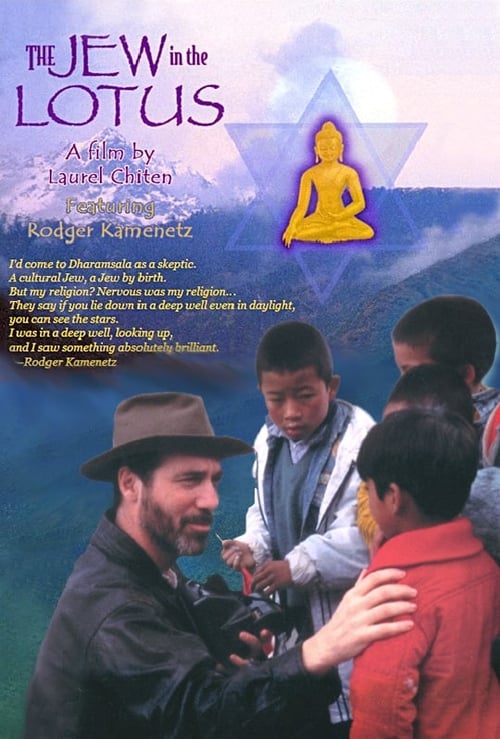 THE JEW in the
LOTUS
A film by
Laurel Chiten
Featuring
Rodger Kamenetz
I'd come to Dharamsala as a skeptic.
A cultural Jew, a Jew by birth.
But my religion? Nervous was my religion...
They say if you lie down in a deep well even in daylight,
you can see the stars.
I was in a deep well, looking up,
and I saw something absolutely brilliant.
—Rodger Kamenetz